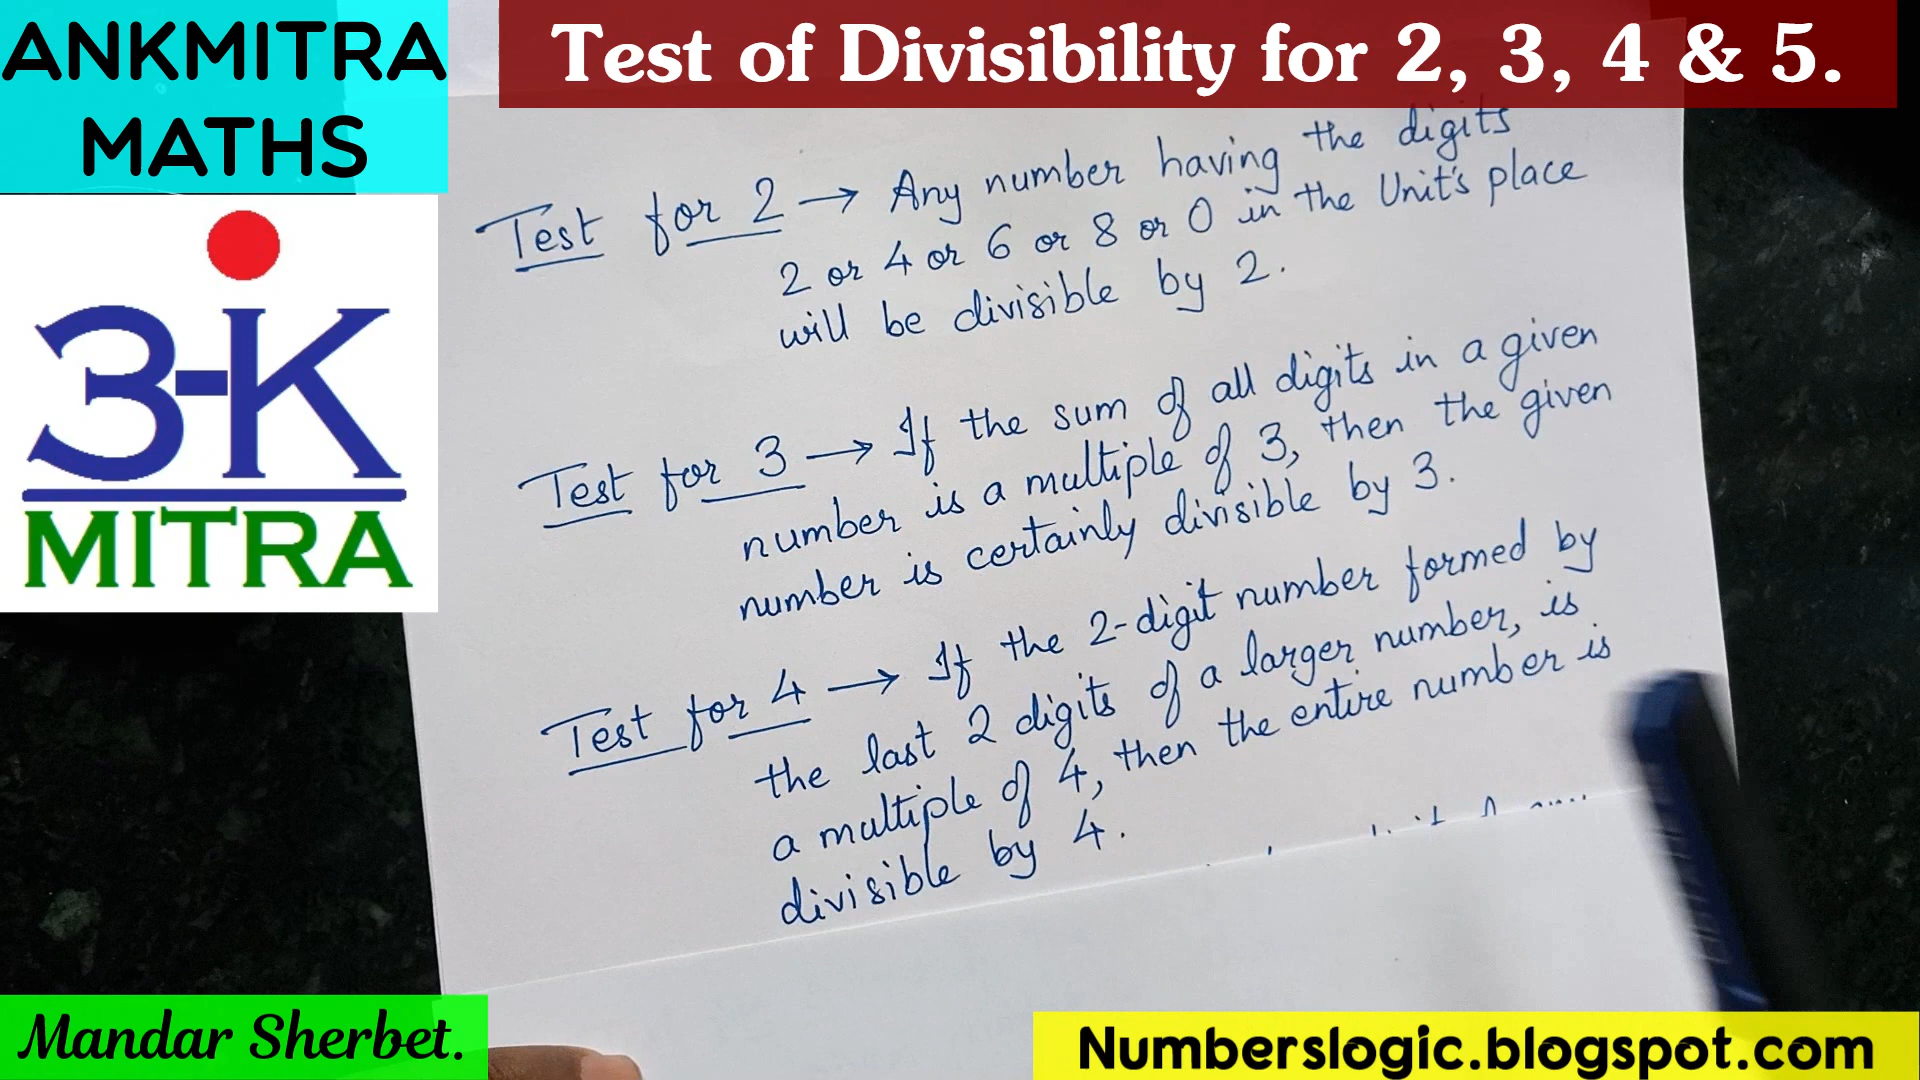 ANKMITRA
MATHS
Test of Divisibility for 2, 3, 4 & 5.
3-K
MITRA
Test for 2 → Any number having the digits
2 or 4 or 6 or 8 or 0 in the Unit's place
will be divisible by 2.
Test for 3 → If the sum of all digits in a given
number is a multiple of 3, then the given
number is certainly divisible by 3.
Test for 4 → If the 2-digit number formed by
the last 2 digits of a larger number, is
a multiple of 4, then the entire number is
divisible by 4.
Mandar Sherbet.
Numberslogic.blogspot.com